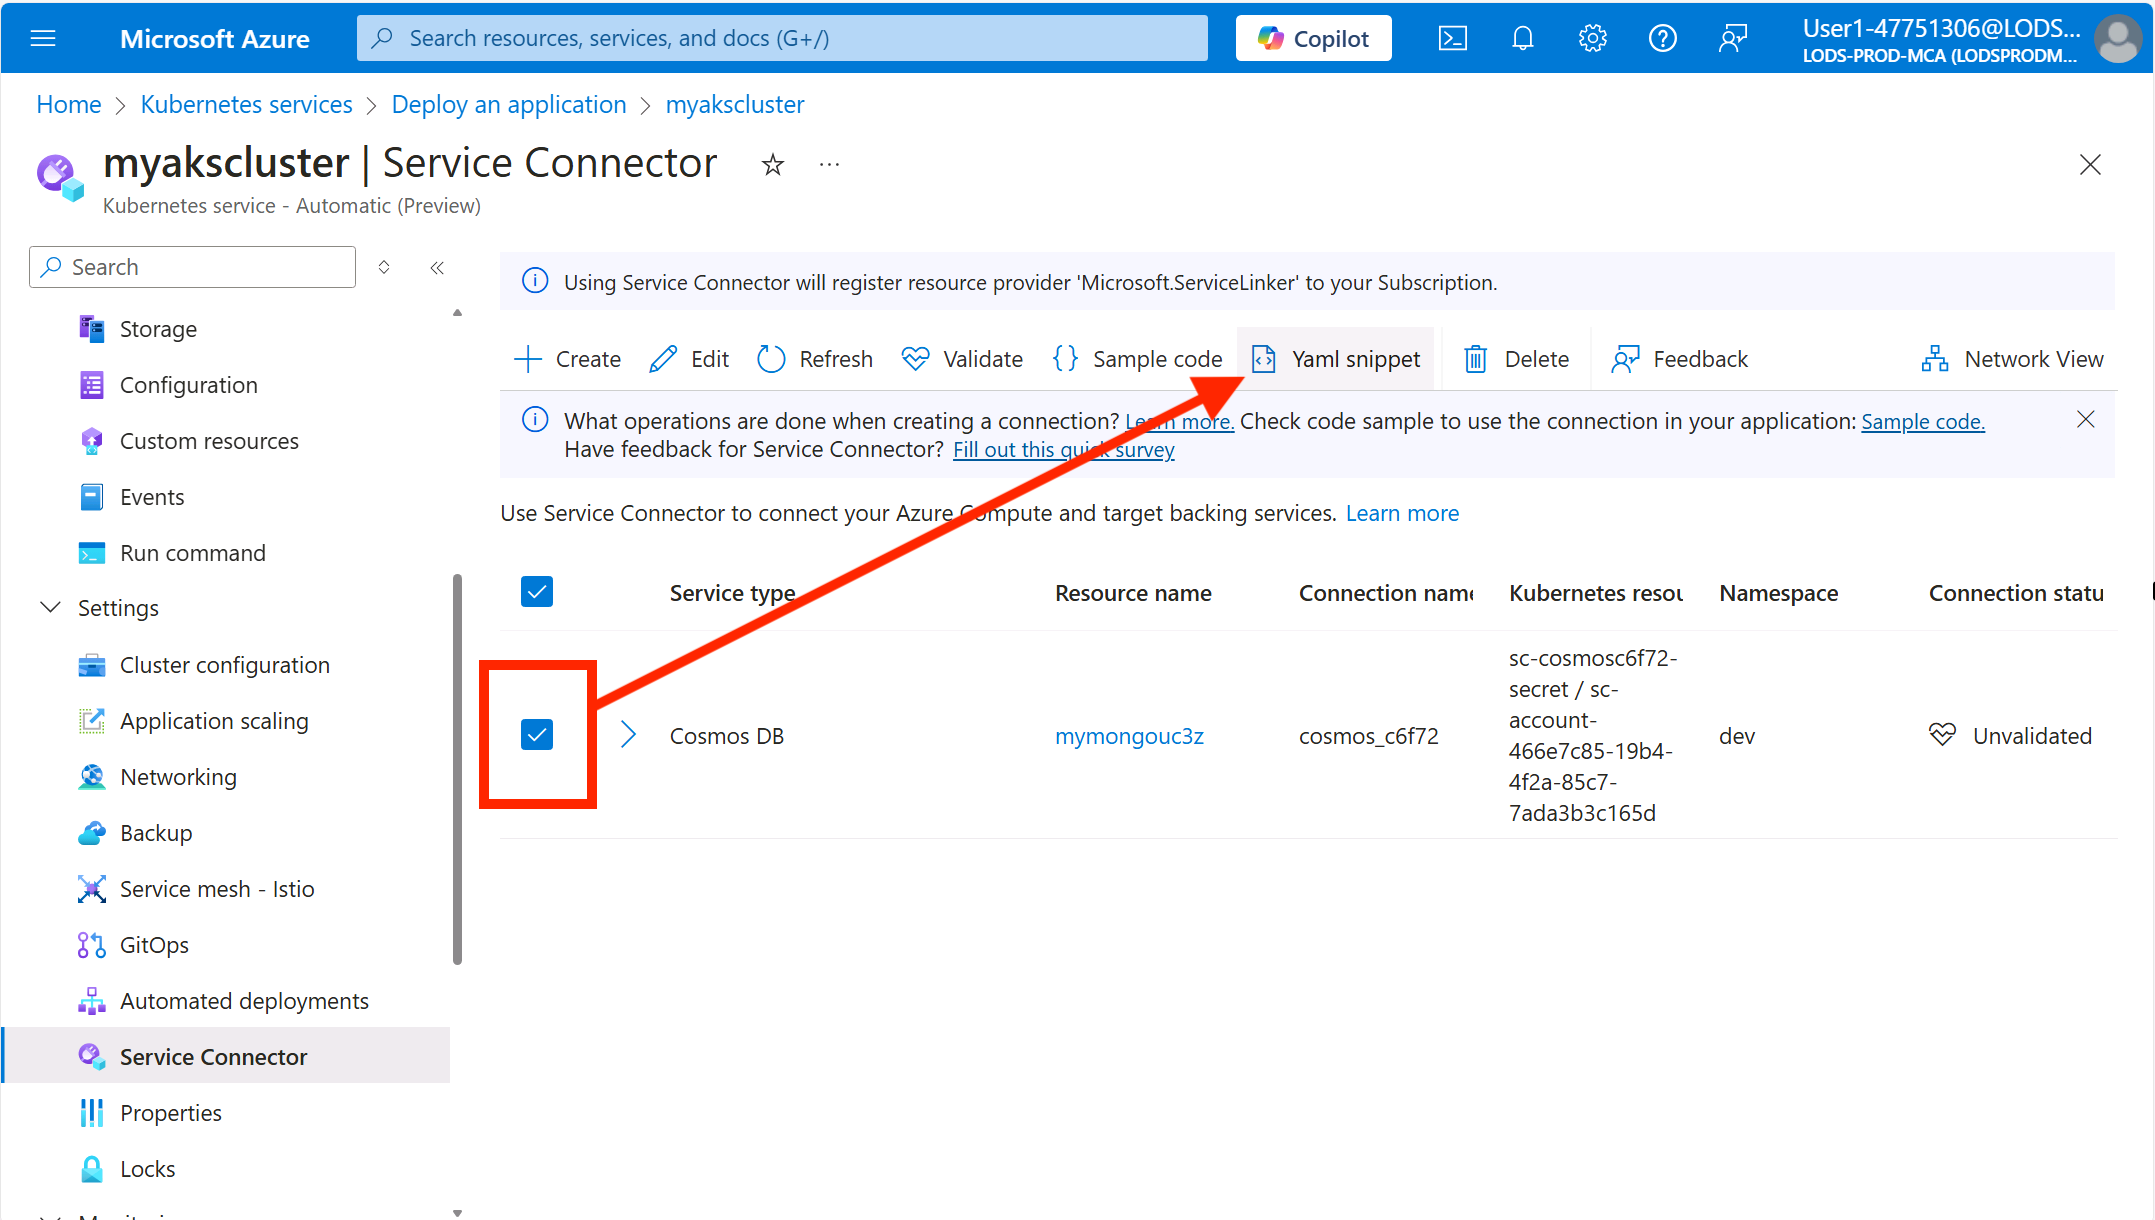 Microsoft Azure
Search resources, services, and docs (G+/)
Copilot
User1-47751306@LODS...
LODS-PROD-MCA (LODSPRODM...
Home > Kubernetes services > Deploy an application > myakscluster
myakscluster | Service Connector
Kubernetes service - Automatic (Preview)
Search
Storage
Configuration
Custom resources
Events
Run command
Settings
Cluster configuration
Application scaling
Networking
Backup
Service mesh - Istio
GitOps
Automated deployments
Service Connector
Properties
Locks
Using Service Connector will register resource provider 'Microsoft.ServiceLinker' to your Subscription.
Create Edit Refresh Validate Sample code Yaml snippet Delete Feedback Network View
What operations are done when creating a connection? Learn more. Check code sample to use the connection in your application: Sample code.
Have feedback for Service Connector? Fill out this quick survey
Use Service Connector to connect your Azure Compute and target backing services. Learn more
Service type Resource name Connection name Kubernetes resou Namespace Connection statu
Cosmos DB mymongouc3z cosmos_c6f72
sc-cosmosc6f72-
secret / sc-
account-
466e7c85-19b4-
4f2a-85c7-
7ada3b3c165d
dev
Unvalidated